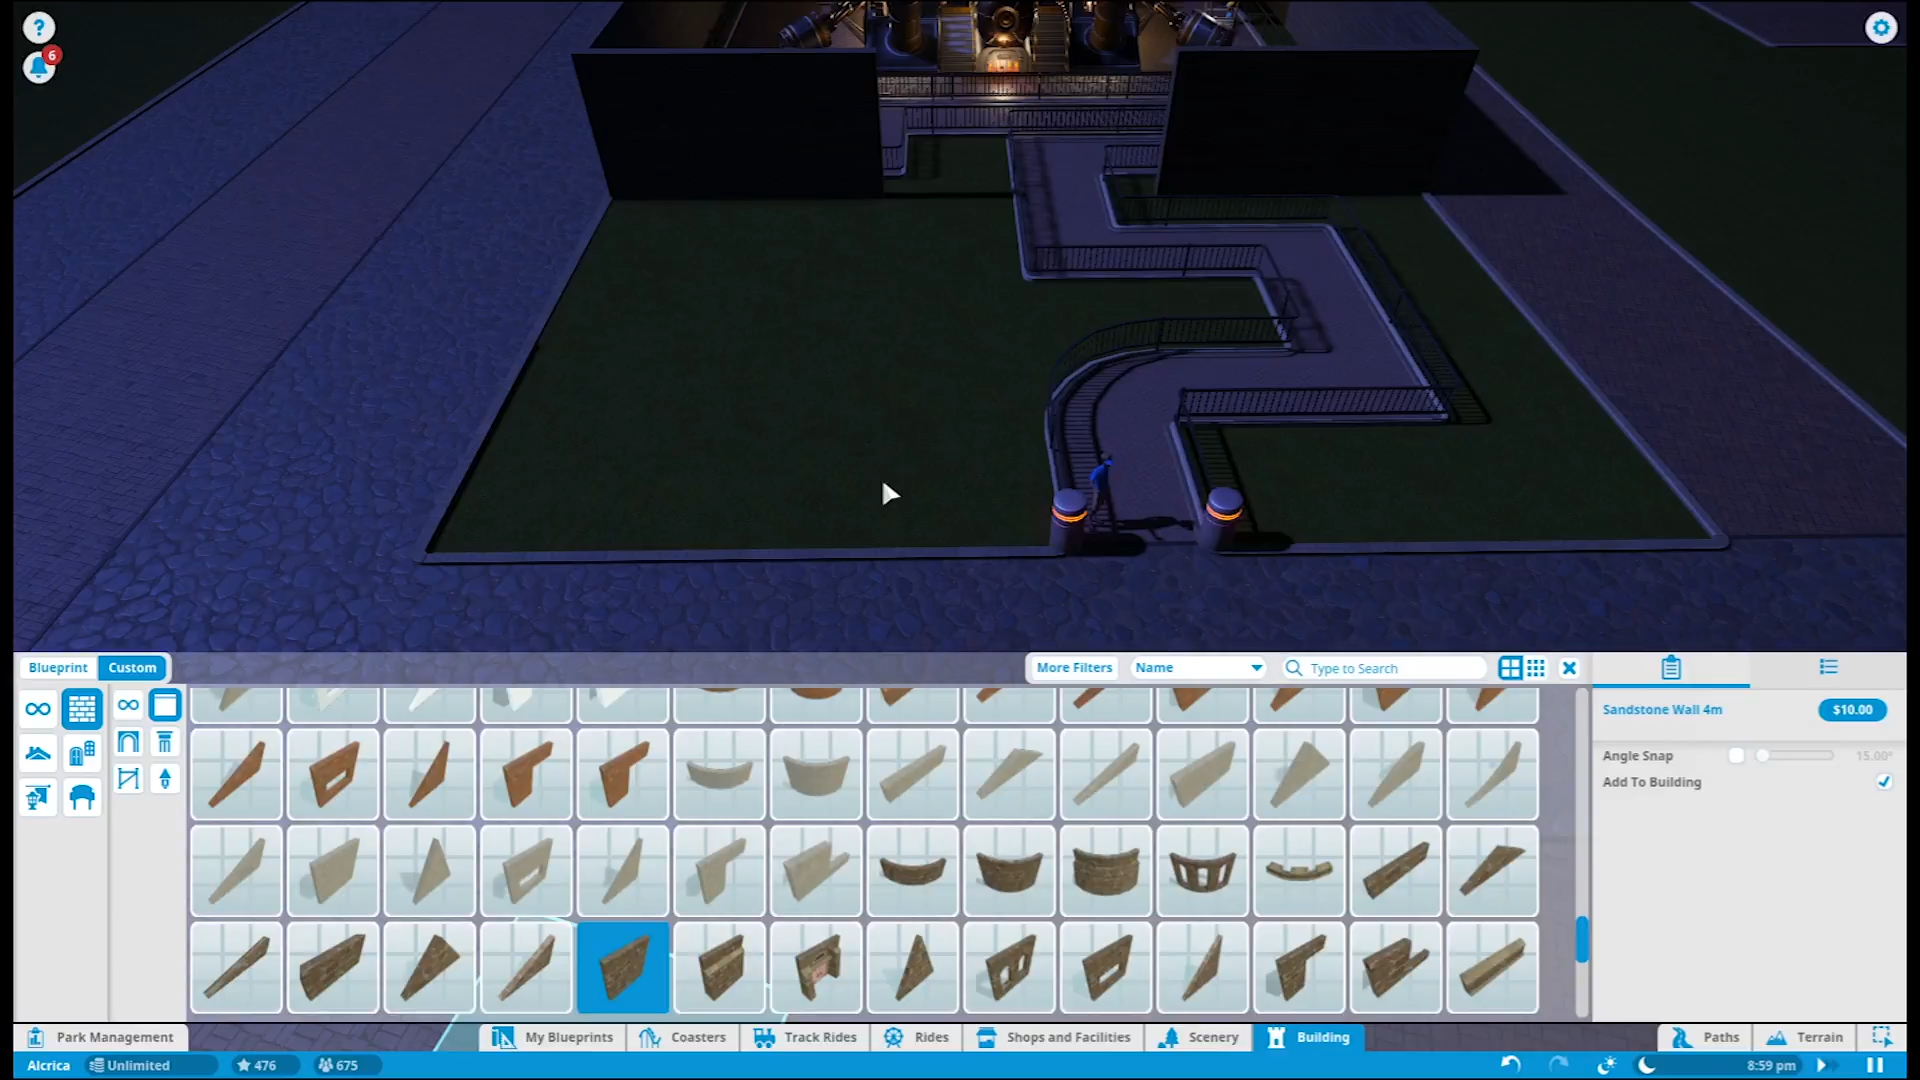 ?
6
Blueprint
Custom
More Filters
Name
Type to Search
Sandstone Wall 4m
$10.00
Angle Snap
15.00°
Add To Building
Park Management
My Blueprints
Coasters
Track Rides
Rides
Shops and Facilities
Scenery
Building
Paths
Terrain
Alcrica
Unlimited
476
675
8:59 pm